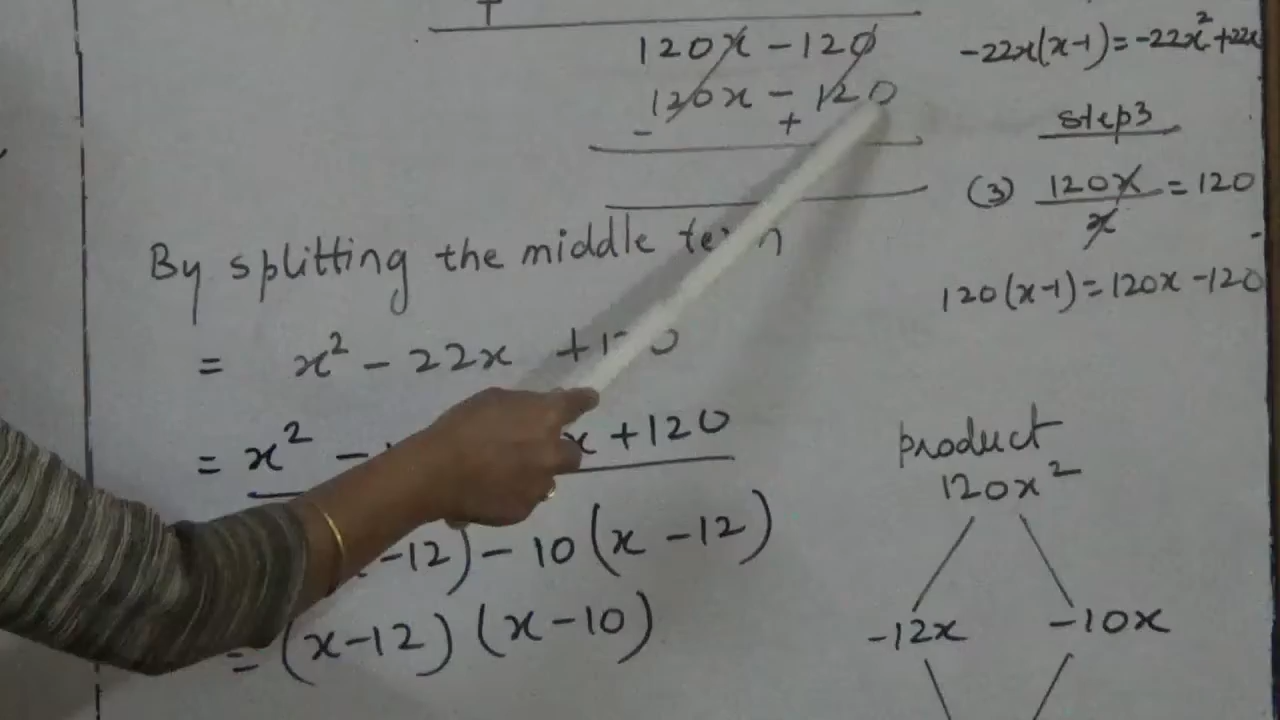 120x - 120
120x - 120
- +
By splitting the middle
= x² - 22x +
= x² - x + 120
-12) - 10(x - 12)
= (x-12) (x-10)
-22x(x-1) = -22x² + 22x
step3
(3) 120x/x = 120
120(x-1) = 120x - 120
product
120x²
-12x -10x